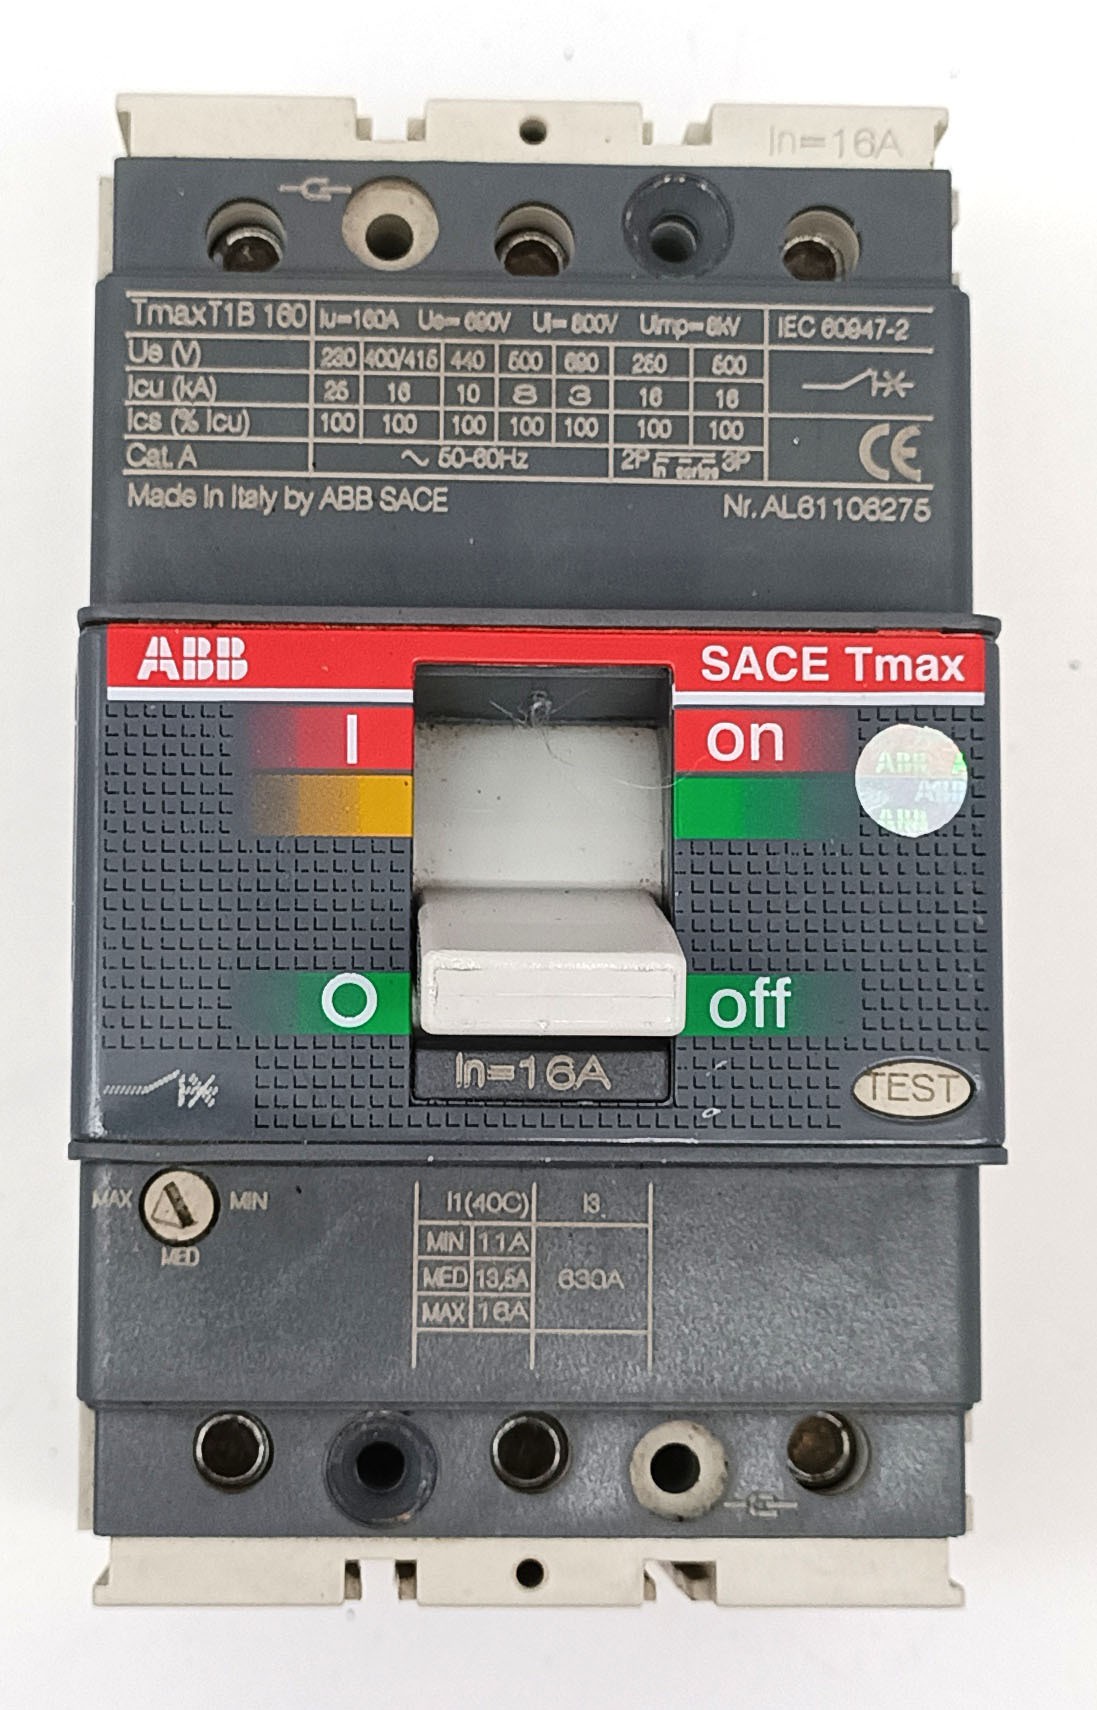 In=16A
TmaxT1B 160 Iu=160A Ue=690V Ui=800V Uimp=8kV IEC 60947-2
Ue (V) 230 400/415 440 500 690 250 500
Icu (kA) 25 16 10 8 3 16 16
Ics (% Icu) 100 100 100 100 100 100 100
Cat. A ~ 50-60Hz 2P in series 3P
CE
Made in Italy by ABB SACE Nr. AL61106275
ABB SACE Tmax
I on
ABB A
ABB
ABB
O off
In=16A
TEST
MAX MIN
MED
I1(40C) I3
MIN 11A
MED 13,5A 630A
MAX 16A